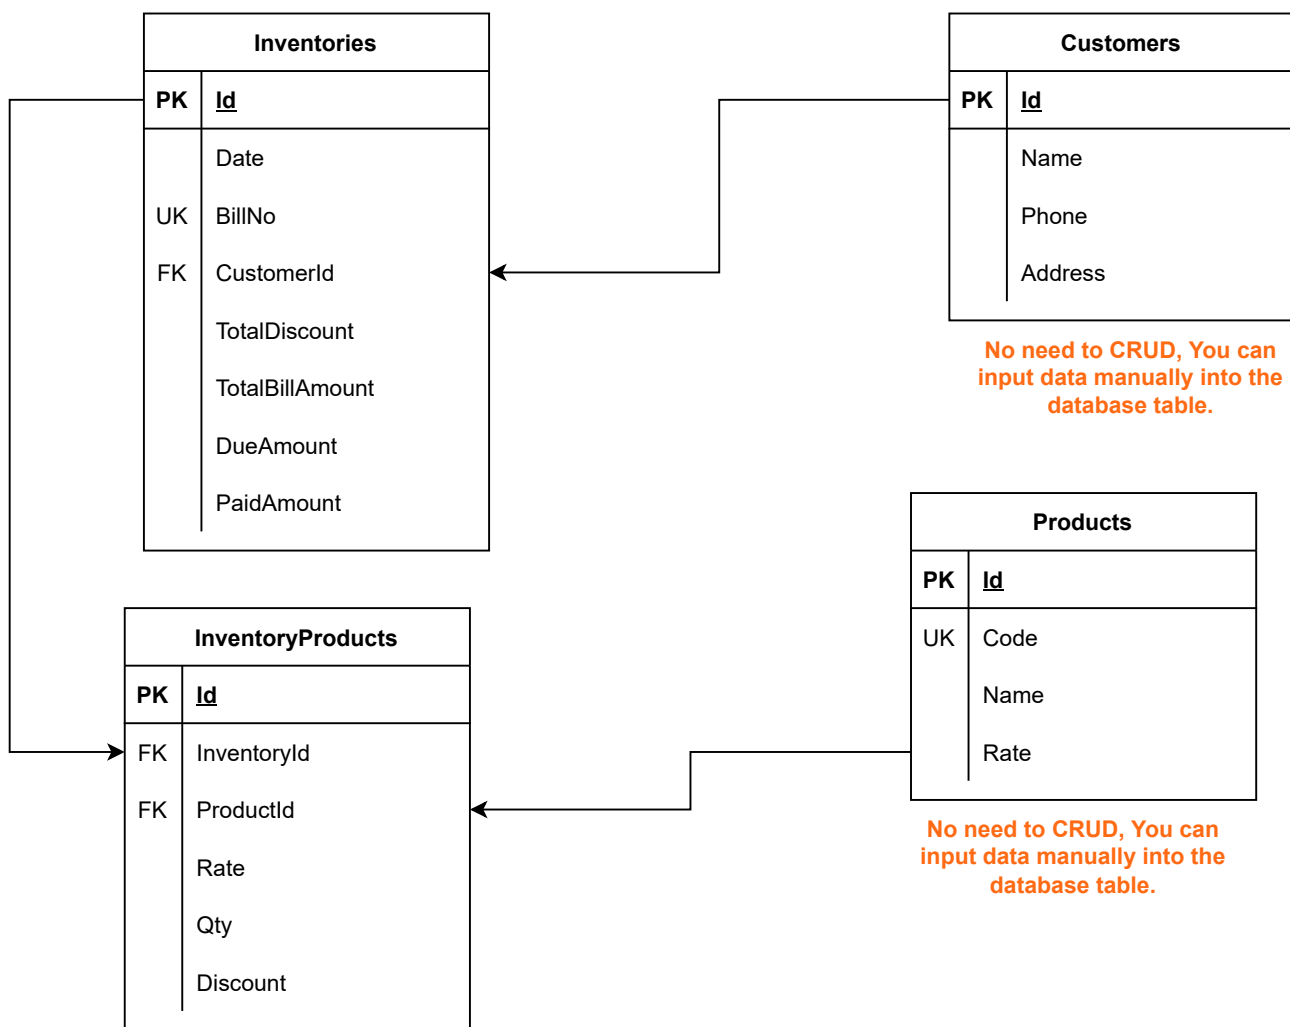 Inventories
PK Id
Date
UK BillNo
FK CustomerId
TotalDiscount
TotalBillAmount
DueAmount
PaidAmount
Customers
PK Id
Name
Phone
Address
No need to CRUD, You can
input data manually into the
database table.
InventoryProducts
PK Id
FK InventoryId
FK ProductId
Rate
Qty
Discount
Products
PK Id
UK Code
Name
Rate
No need to CRUD, You can
input data manually into the
database table.